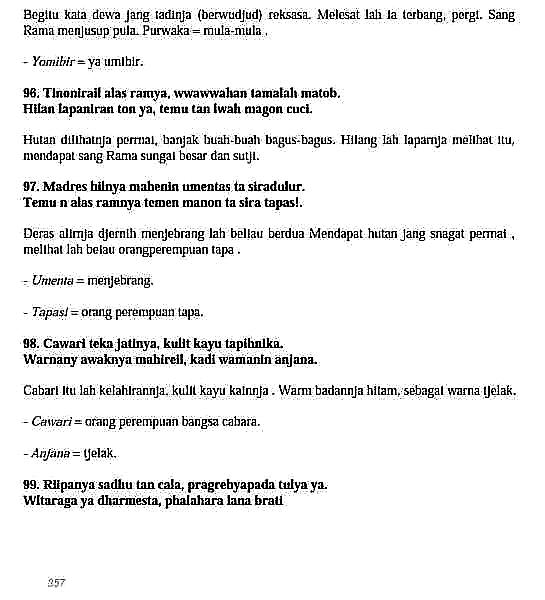 Begitu kata dewa jang tadinja (berwudjud) reksasa. Melesat lah ia terbang, pergi. Sang
Rama menjusup pula. Purwaka = mula-mula .
- Yomibir = ya umibir.
96. Tinonirail alas ramya, wwawwahan tamalah matob.
Hilan lapaniran ton ya, temu tan iwah magon cuci.
Hutan dilihatnja permai, banjak buah-buah bagus-bagus. Hilang lah laparnja melihat itu,
mendapat sang Rama sungai besar dan sutji.
97. Madres hilnya mahenin umentas ta siradulur.
Temu n alas ramnya temen manon ta sira tapasi.
Deras alirnja djernih menjebrang lah beliau berdua Mendapat hutan jang snagat permai ,
melihat lah belau orangperempuan tapa .
- Umenta = menjebrang.
- Tapasi = orang perempuan tapa.
98. Cawari teka jatinya, kulit kayu tapihnika.
Warnany awaknya mahireil, kadi wamanin anjana.
Cabari itu lah kelahirannja, kulit kayu kainnja . Warm badannja hitam, sebagai warna tjelak.
- Cawari = orang perempuan bangsa cabara.
- Anjana = tjelak.
99. Rlipanya sadhu tan cala, pragrehyapada tulya ya.
Witaraga ya dharmesta, phalahara lana brati
257